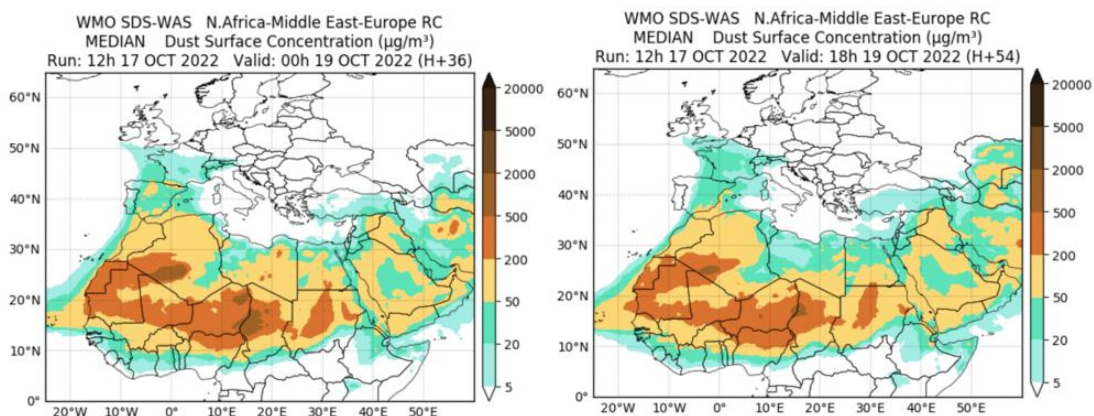 WMO SDS-WAS N.Africa-Middle East-Europe RC
MEDIAN Dust Surface Concentration (µg/m³)
Run: 12h 17 OCT 2022 Valid: 00h 19 OCT 2022 (H+36)
60°N
50°N
40°N
30°N
20°N
10°N
0°
20°W
10°W
0°
10°E
20°E
30°E
40°E
50°E
20000
5000
2000
500
200
50
20
5
WMO SDS-WAS N.Africa-Middle East-Europe RC
MEDIAN Dust Surface Concentration (µg/m³)
Run: 12h 17 OCT 2022 Valid: 18h 19 OCT 2022 (H+54)
60°N
50°N
40°N
30°N
20°N
10°N
0°
20°W
10°W
0°
10°E
20°E
30°E
40°E
50°E
20000
5000
2000
500
200
50
20
5